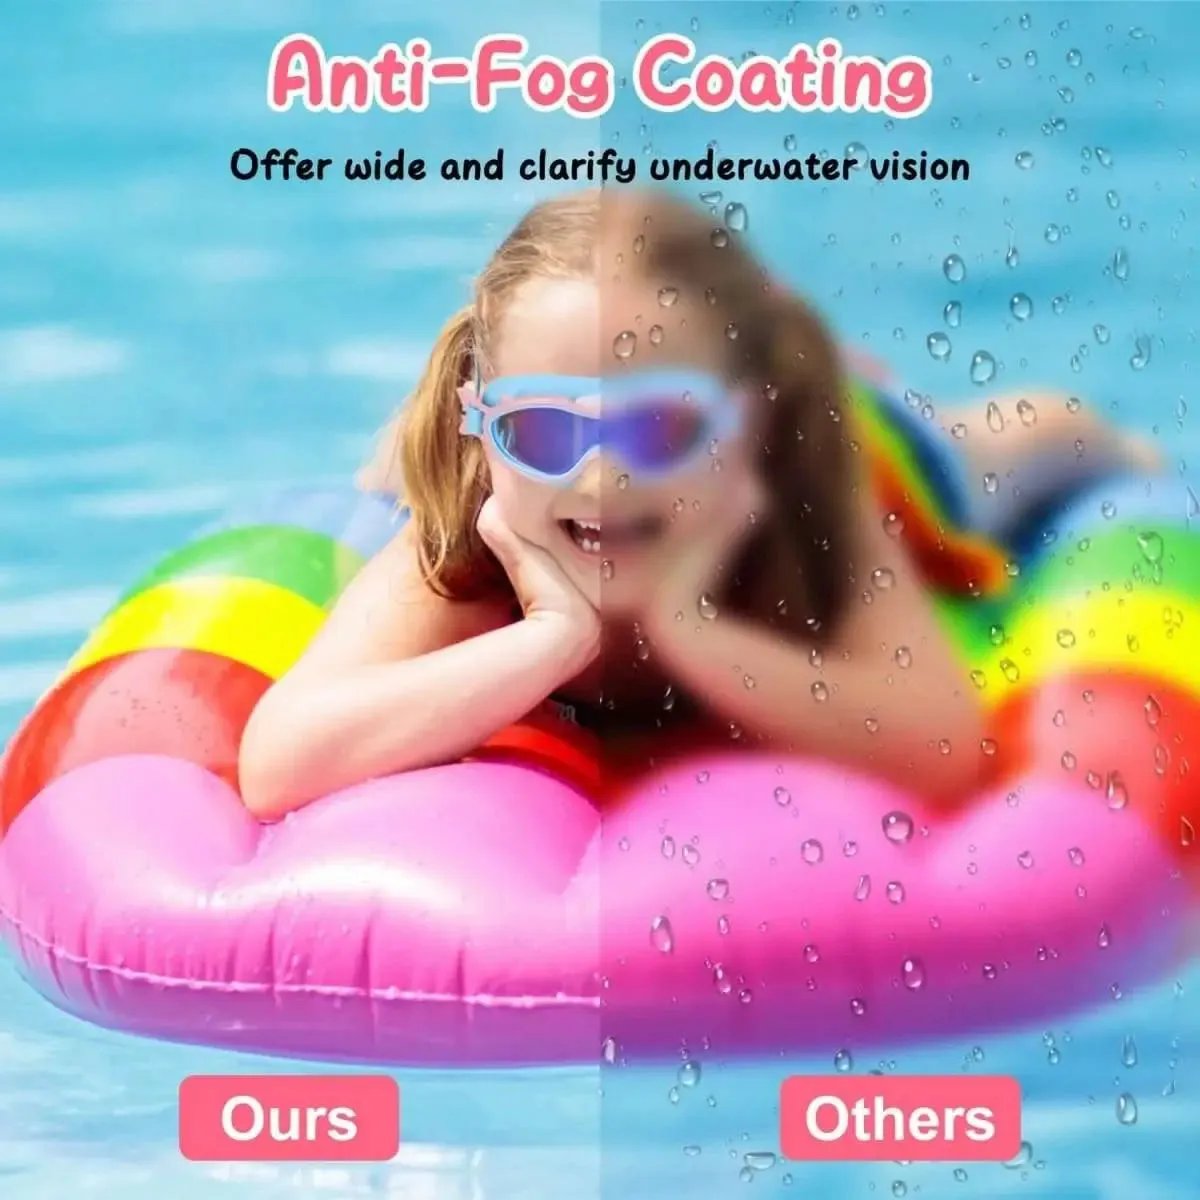 Anti-Fog Coating
Offer wide and clarify underwater vision
Ours
Others